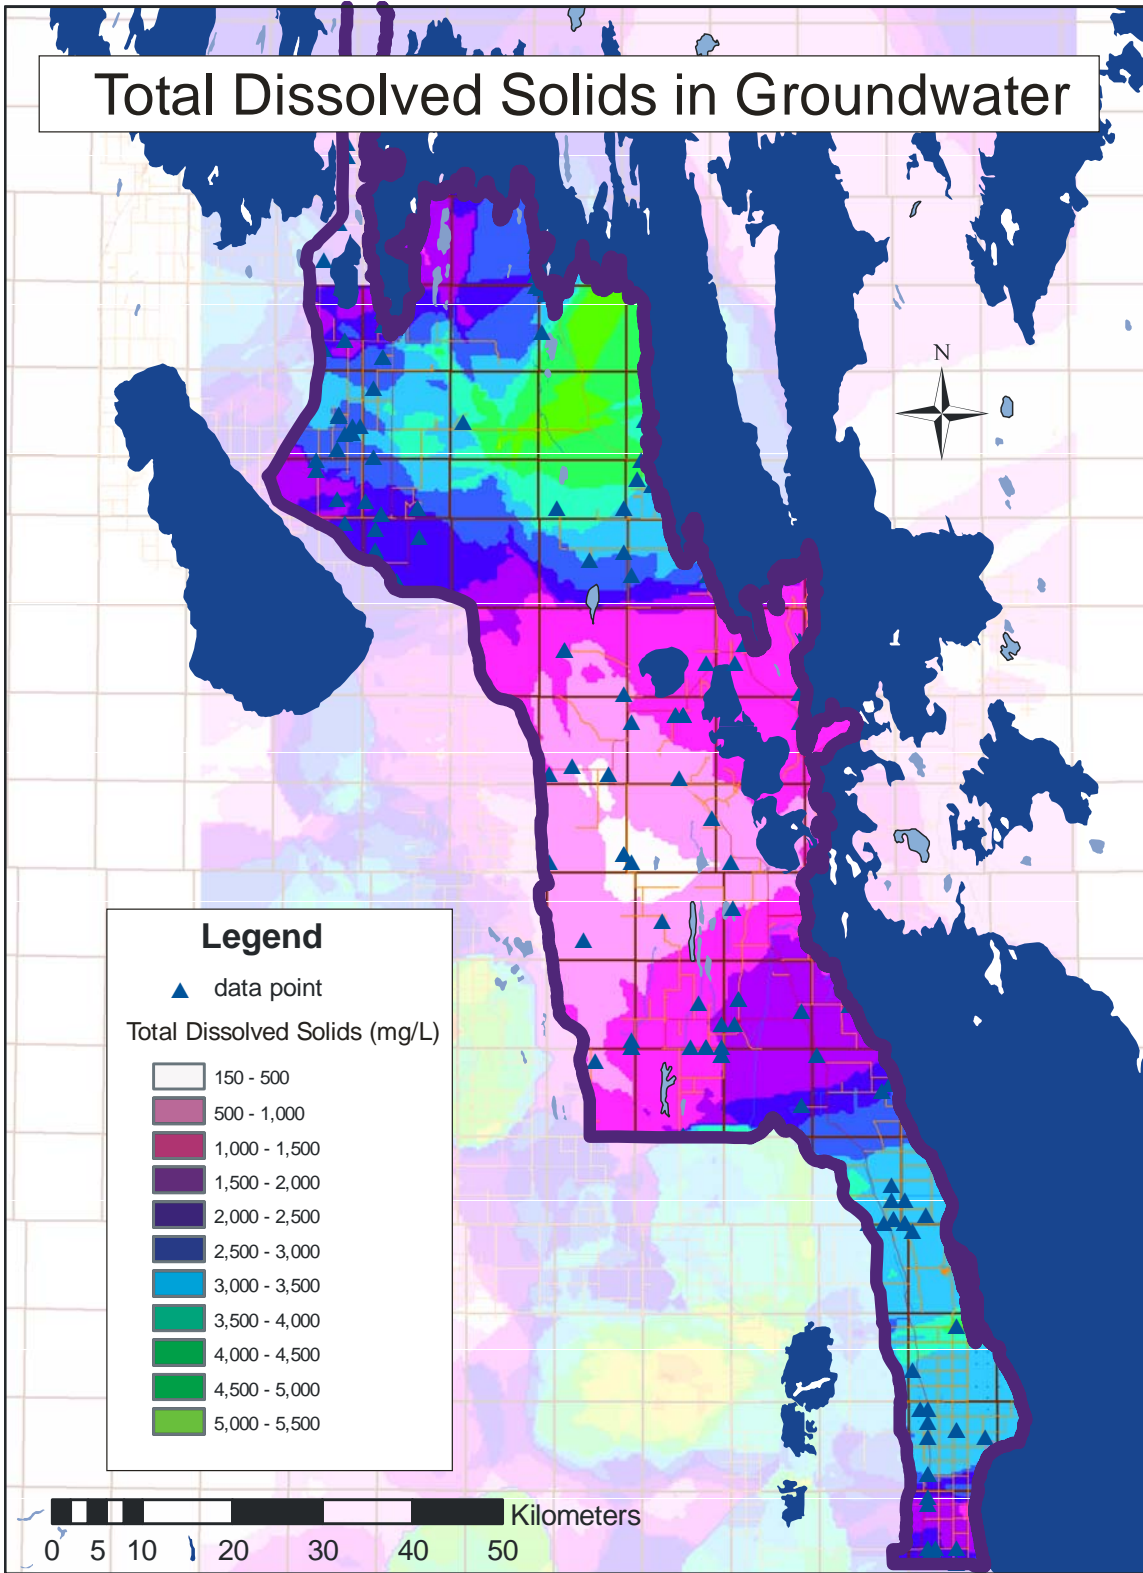 Total Dissolved Solids in Groundwater
N
Legend
data point
Total Dissolved Solids (mg/L)
150 - 500
500 - 1,000
1,000 - 1,500
1,500 - 2,000
2,000 - 2,500
2,500 - 3,000
3,000 - 3,500
3,500 - 4,000
4,000 - 4,500
4,500 - 5,000
5,000 - 5,500
Kilometers
0 5 10 20 30 40 50